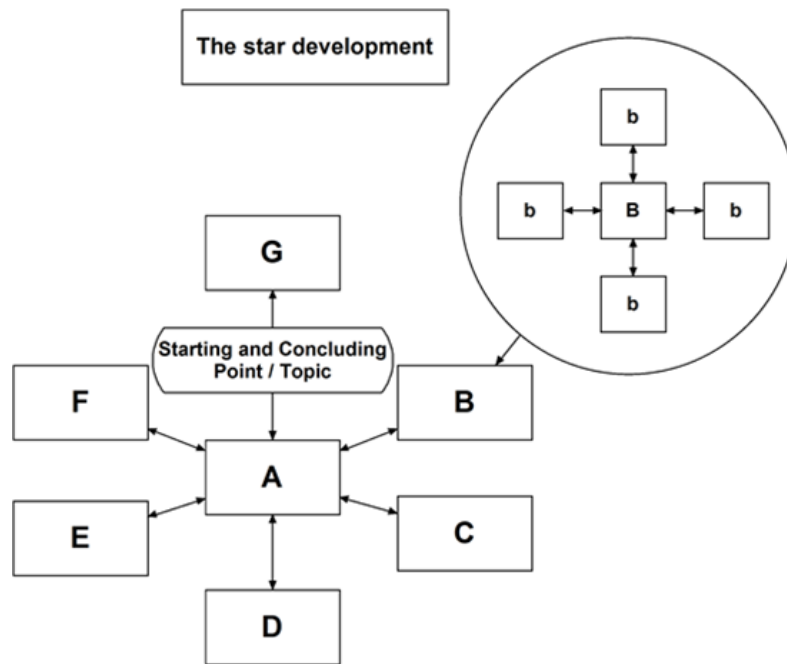 The star development
b
b
B
b
b
G
Starting and Concluding
Point / Topic
F
B
A
E
C
D